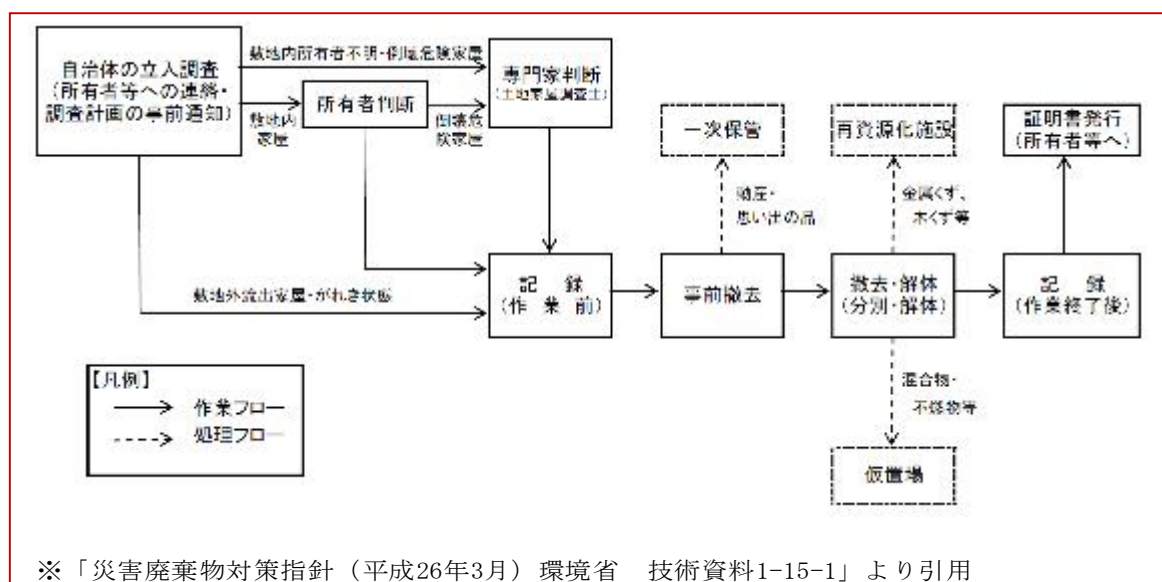 敷地内所有者不明・倒壊危険家屋
自治体の立入調査
(所有者等への連絡・
調査計画の事前通知)
敷地内
家屋
所有者判断
倒壊危
険家屋
専門家判断
(土地家屋調査士)
一次保管
再資源化施設
証明書発行
(所有者等へ)
動産・
思い出の品
金属くず、
木くず等
敷地外流出家屋・がれき状態
記 録
(作 業 前)
事前撤去
撤去・解体
(分別・解体)
記 録
(作業終了後)
混合物・
不燃物等
仮置場
【凡例】
作業フロー
処理フロー
※「災害廃棄物対策指針（平成26年3月）環境省 技術資料1-15-1」より引用